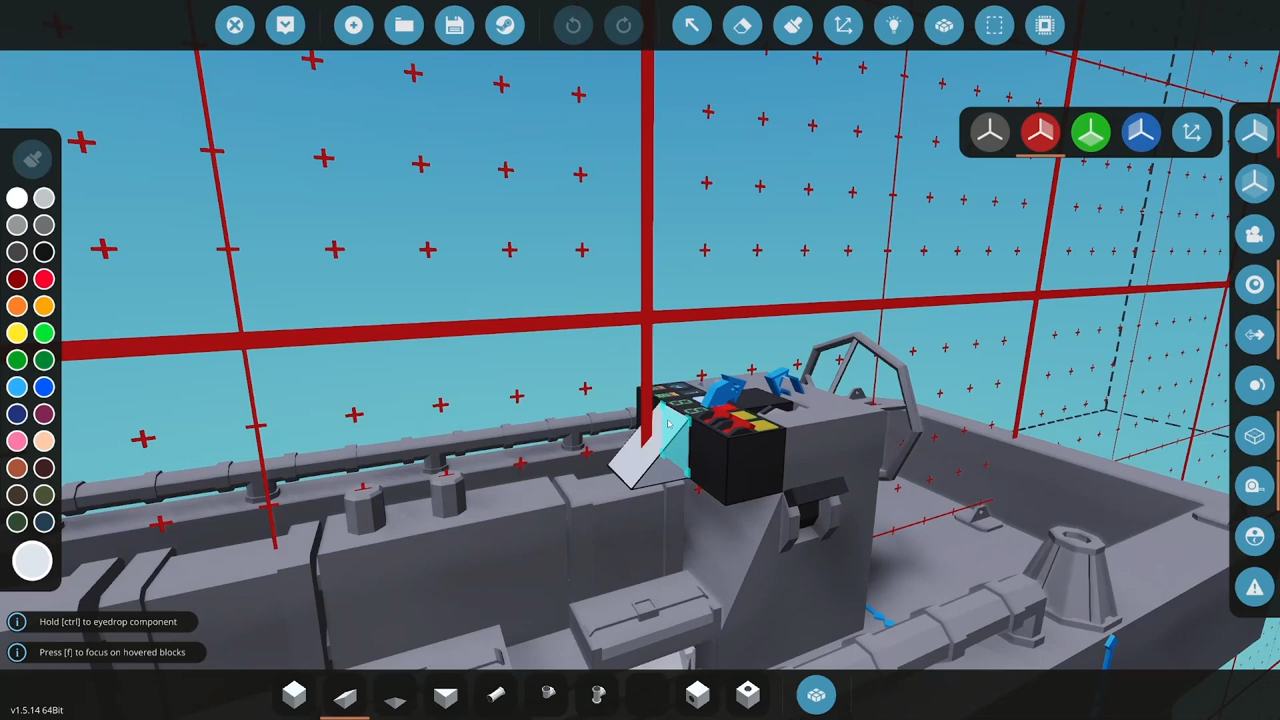 Hold [ctrl] to eyedrop component
Press [f] to focus on hovered blocks
v1.5.14 64Bit